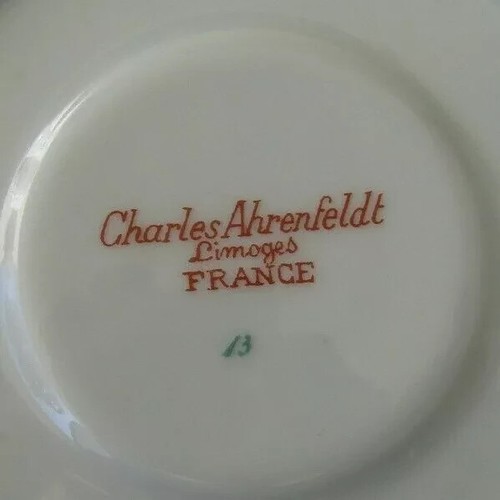 Charles Ahrenfeldt
Limoges
FRANCE
13